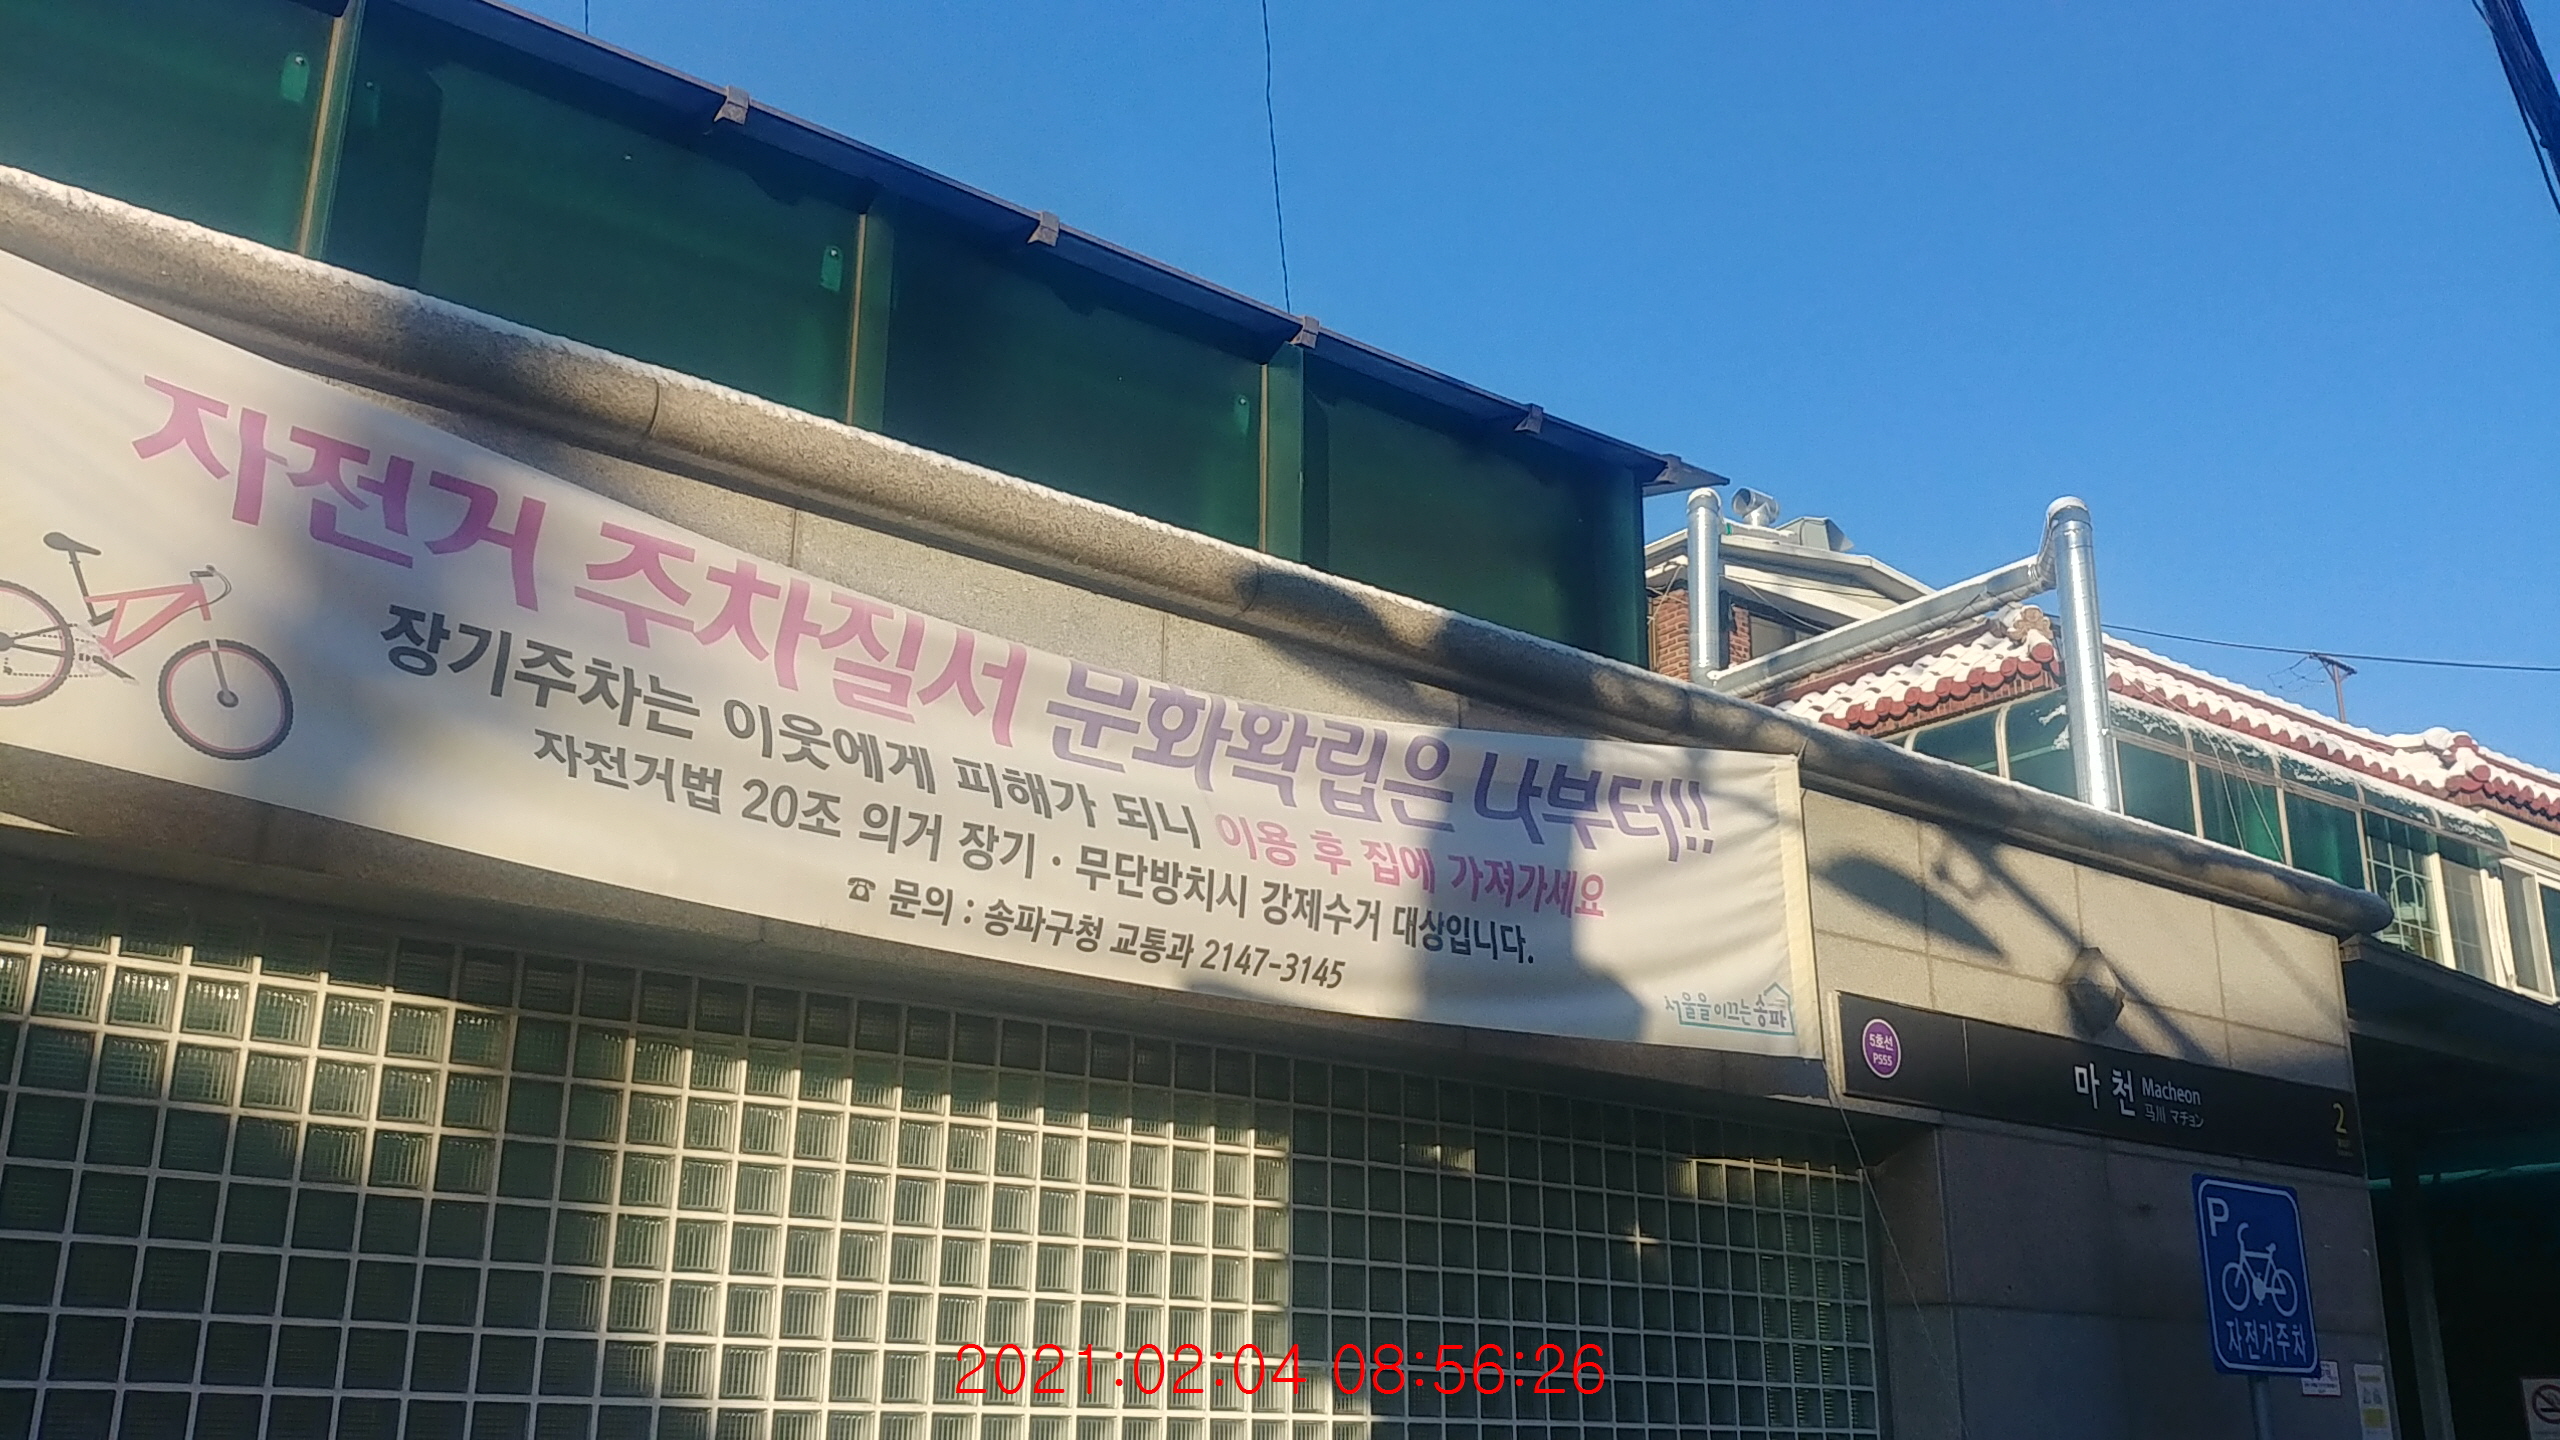 자전거 주차질서 문화확립은 나부터!!
장기주차는 이웃에게 피해가 되니 이용 후 집에 가져가세요
자전거법 20조 의거 장기·무단방치시 강제수거 대상입니다.
☎ 문의 : 송파구청 교통과 2147-3145
서울을 이끄는 송파
5호선
P555
마천 Macheon
马川 マチョン
2
P
자전거주차
2021:02:04 08:56:26